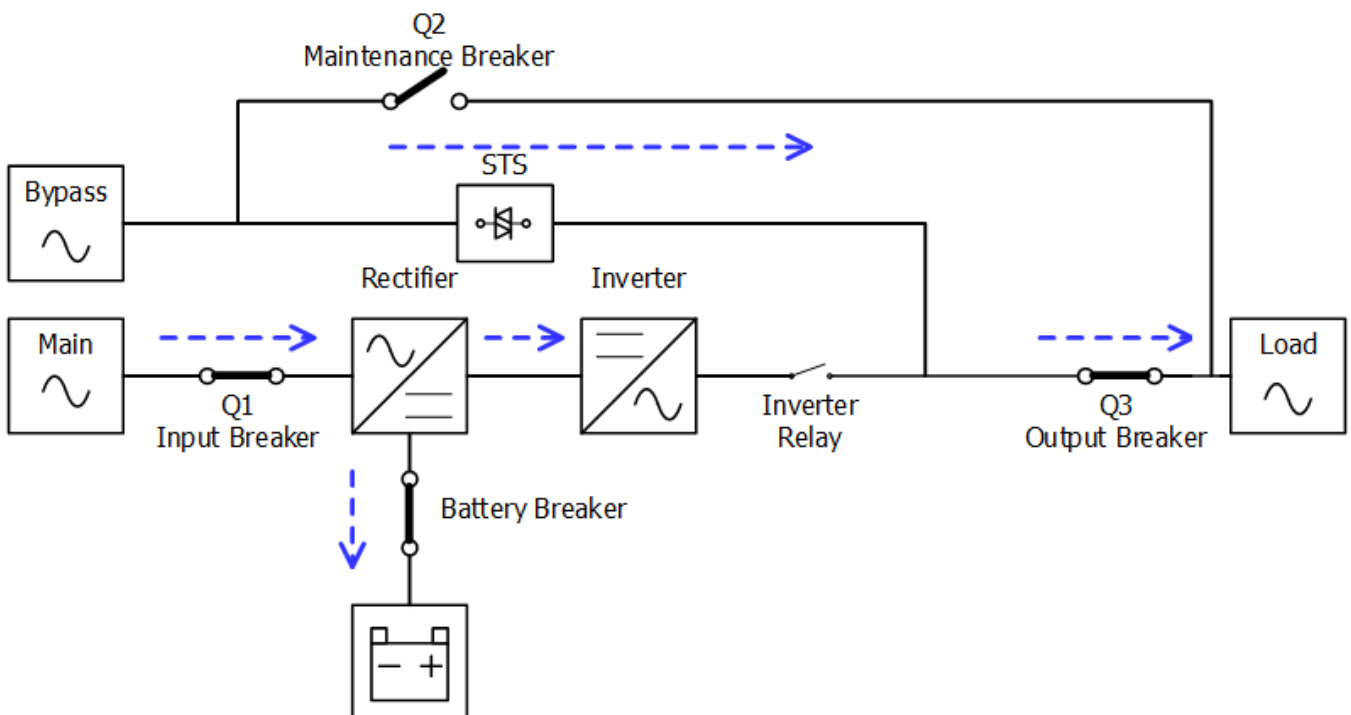 Q2
Maintenance Breaker
STS
Bypass
Rectifier
Inverter
Main
Load
Q1
Input Breaker
Inverter
Relay
Q3
Output Breaker
Battery Breaker
− +